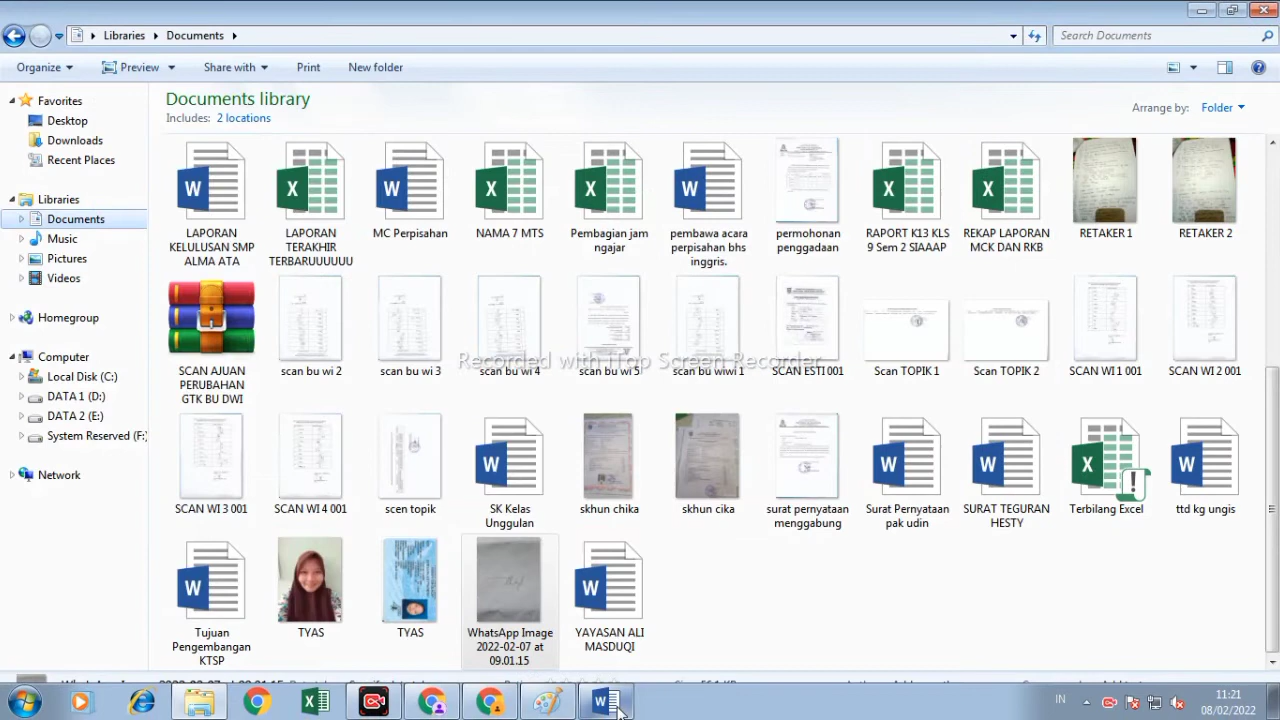 Libraries
Documents
Search Documents
Organize
Preview
Share with
Print
New folder
Favorites
Desktop
Downloads
Recent Places
Libraries
Documents
Music
Pictures
Videos
Homegroup
Computer
Local Disk (C:)
DATA 1 (D:)
DATA 2 (E:)
System Reserved (F:)
Network
Documents library
Includes: 2 locations
Arrange by: Folder
LAPORAN
KELULUSAN SMP
ALMA ATA
LAPORAN
TERAKHIR
TERBARUUUUUU
MC Perpisahan
NAMA 7 MTS
Pembagian jam
ngajar
pembawa acara
perpisahan bhs
inggris.
permohonan
penggadaan
RAPORT K13 KLS
9 Sem 2 SIAAAP
REKAP LAPORAN
MCK DAN RKB
RETAKER 1
RETAKER 2
SCAN AJUAN
PERUBAHAN
GTK BU DWI
scan bu wi 2
scan bu wi 3
scan bu wi 4
scan bu wi 5
scan bu wiwi 1
SCAN ESTI 001
Scan TOPIK 1
Scan TOPIK 2
SCAN WI 1 001
SCAN WI 2 001
Recorded with iTop Screen Recorder
SCAN WI 3 001
SCAN WI 4 001
scen topik
SK Kelas
Unggulan
skhun chika
skhun cika
surat pernyataan
menggabung
Surat Pernyataan
pak udin
SURAT TEGURAN
HESTY
Terbilang Excel
ttd kg ungis
Tujuan
Pengembangan
KTSP
TYAS
TYAS
WhatsApp Image
2022-02-07 at
09.01.15
YAYASAN ALI
MASDUQI
IN
11:21
08/02/2022